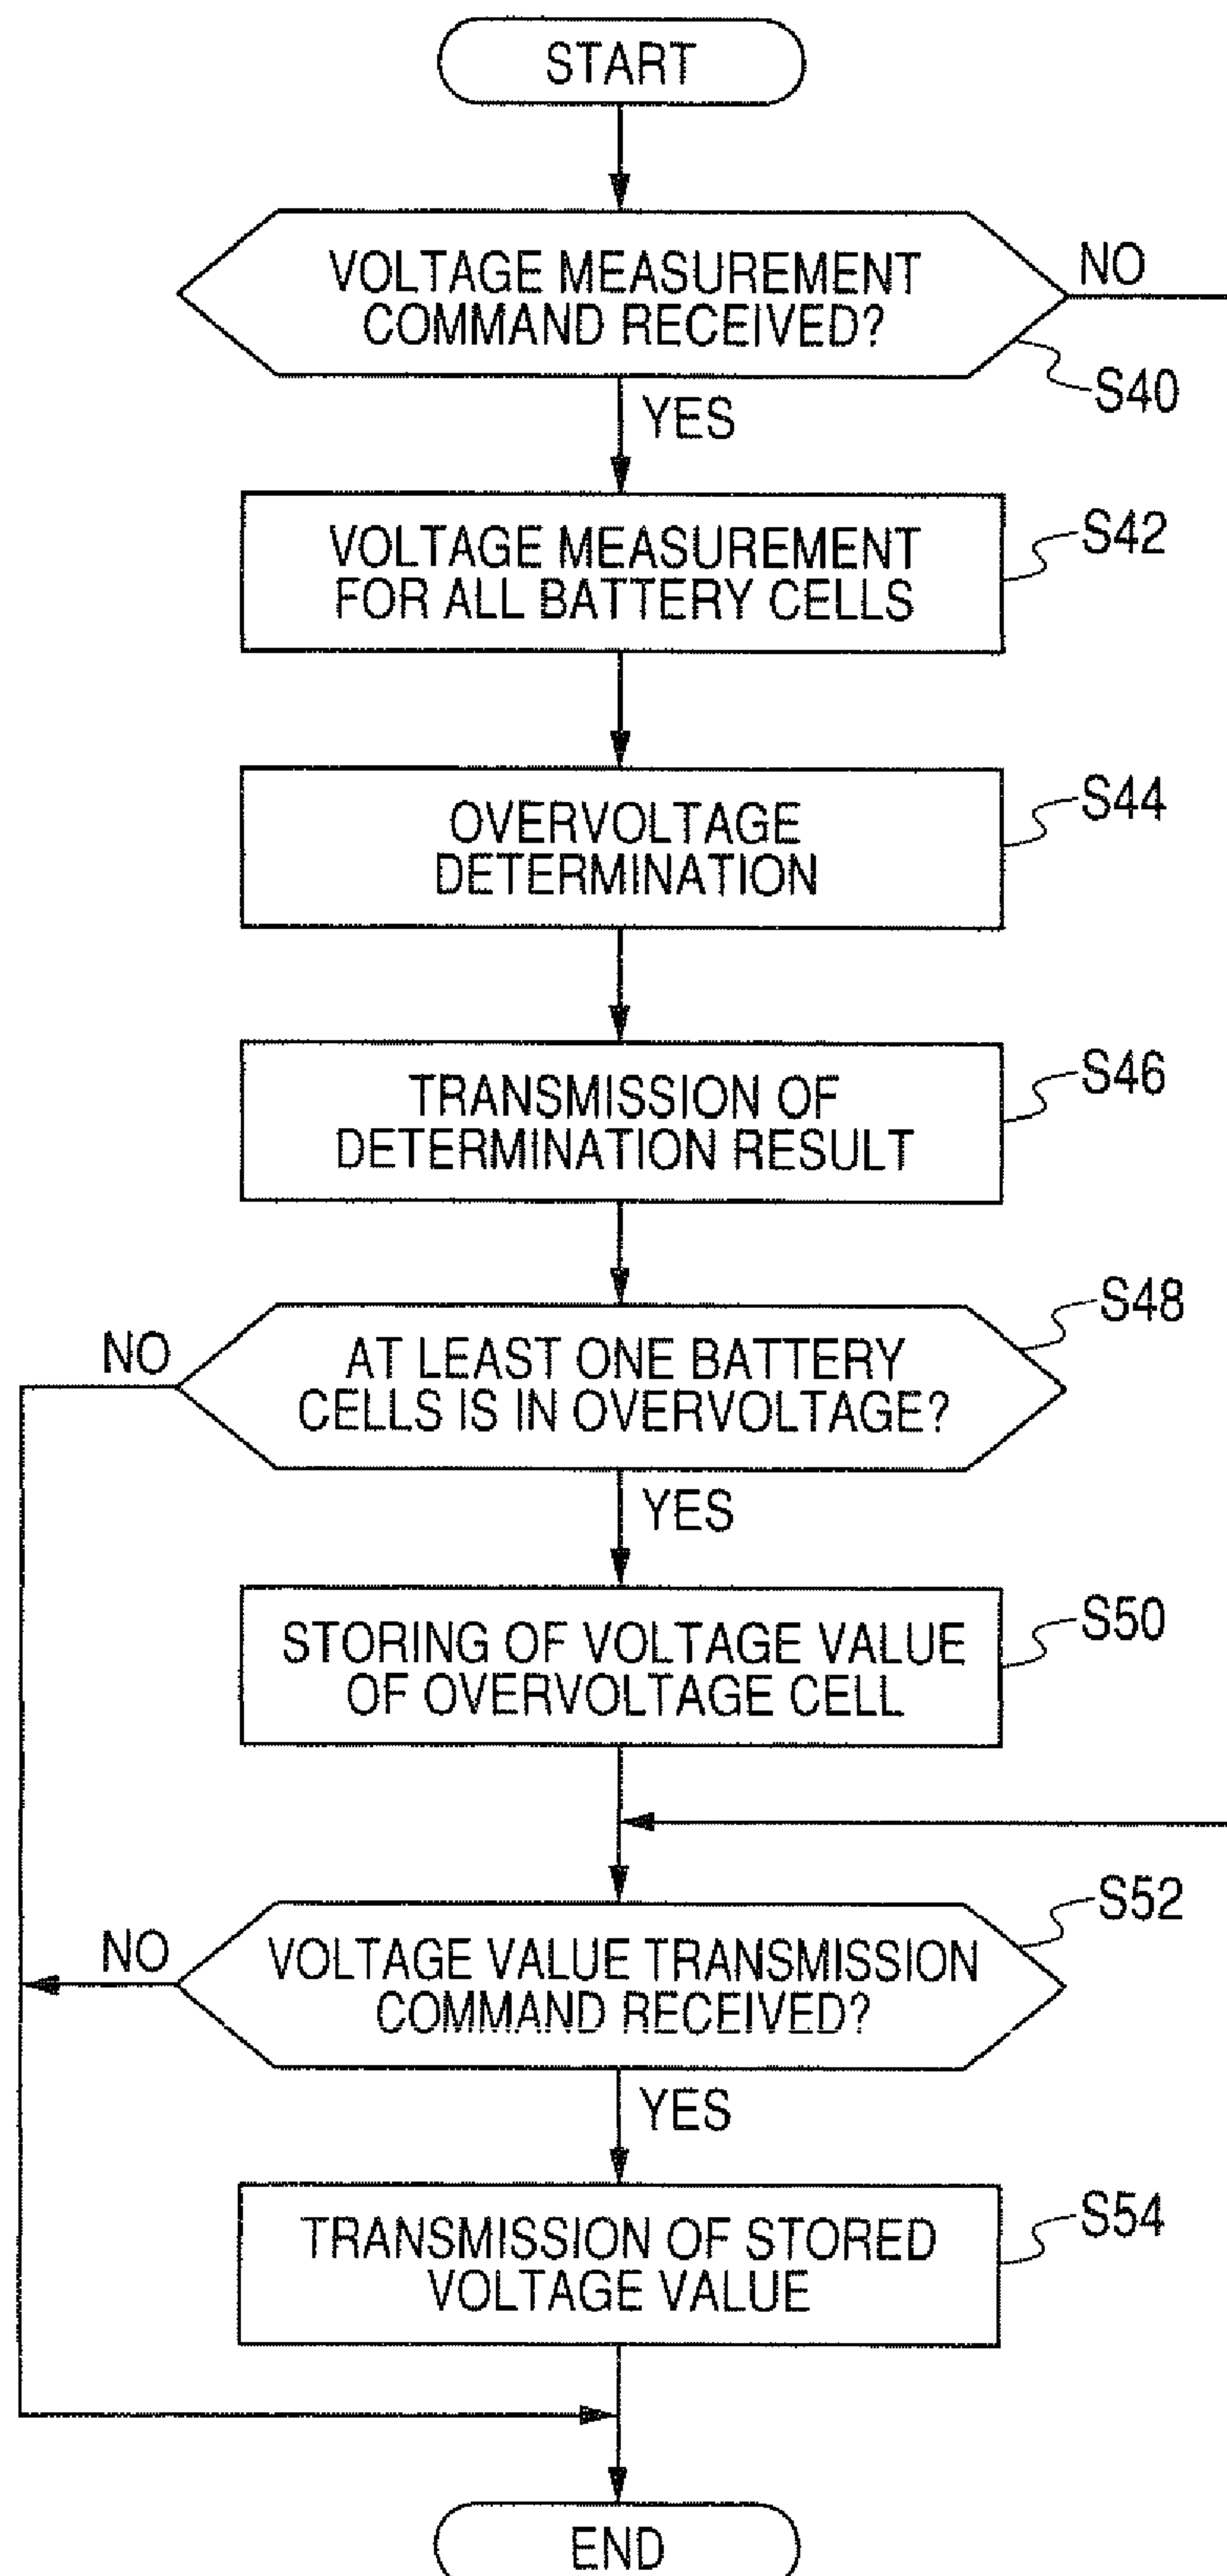 START
VOLTAGE MEASUREMENT
COMMAND RECEIVED?
NO
S40
YES
VOLTAGE MEASUREMENT
FOR ALL BATTERY CELLS
S42
OVERVOLTAGE
DETERMINATION
S44
TRANSMISSION OF
DETERMINATION RESULT
S46
NO
AT LEAST ONE BATTERY
CELLS IS IN OVERVOLTAGE?
S48
YES
STORING OF VOLTAGE VALUE
OF OVERVOLTAGE CELL
S50
NO
VOLTAGE VALUE TRANSMISSION
COMMAND RECEIVED?
S52
YES
TRANSMISSION OF STORED
VOLTAGE VALUE
S54
END